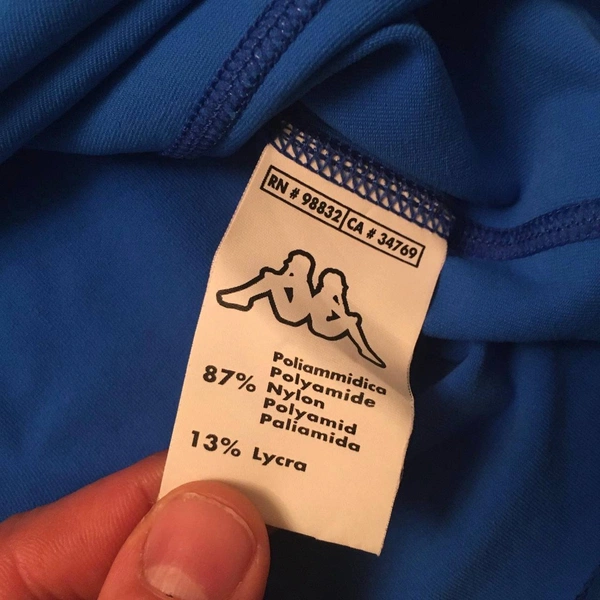 RN # 98832 CA # 34769
Poliammidica
87% Polyamide
Nylon
Polyamid
Paliamida
13% Lycra